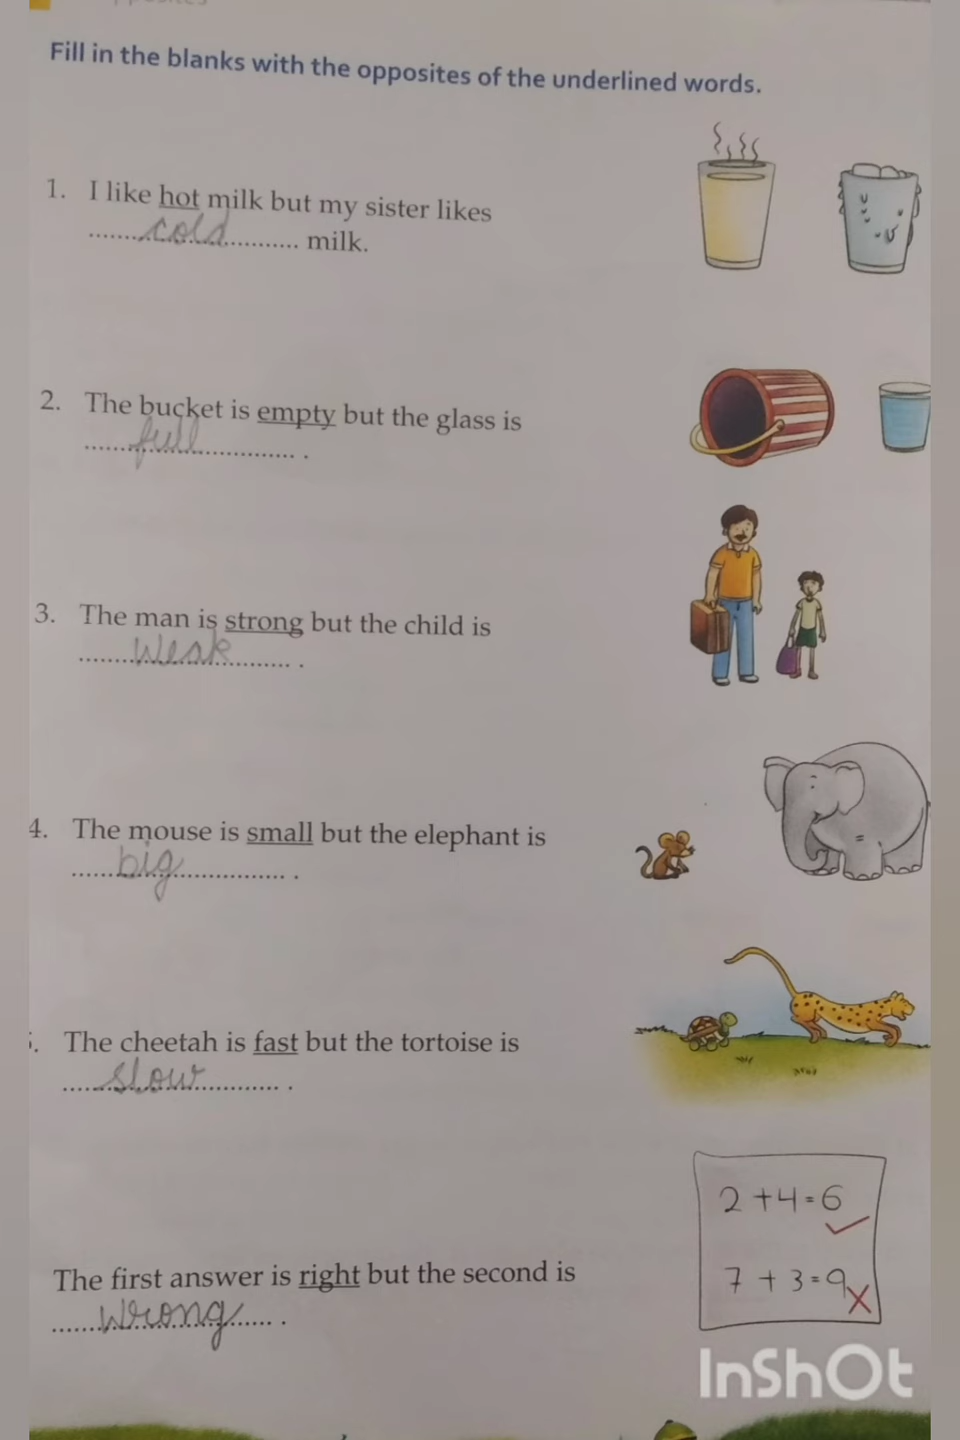 Fill in the blanks with the opposites of the underlined words.
1. I like hot milk but my sister likes
cold milk.
2. The bucket is empty but the glass is
full .
3. The man is strong but the child is
Weak .
4. The mouse is small but the elephant is
big .
. The cheetah is fast but the tortoise is
slow .
2 + 4 = 6
7 + 3 = 9
The first answer is right but the second is
Wrong .
InShOt